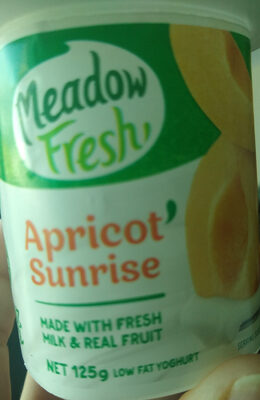 Meadow
Fresh
Apricot
Sunrise
MADE WITH FRESH
MILK & REAL FRUIT
NET 125g LOW FAT YOGHURT